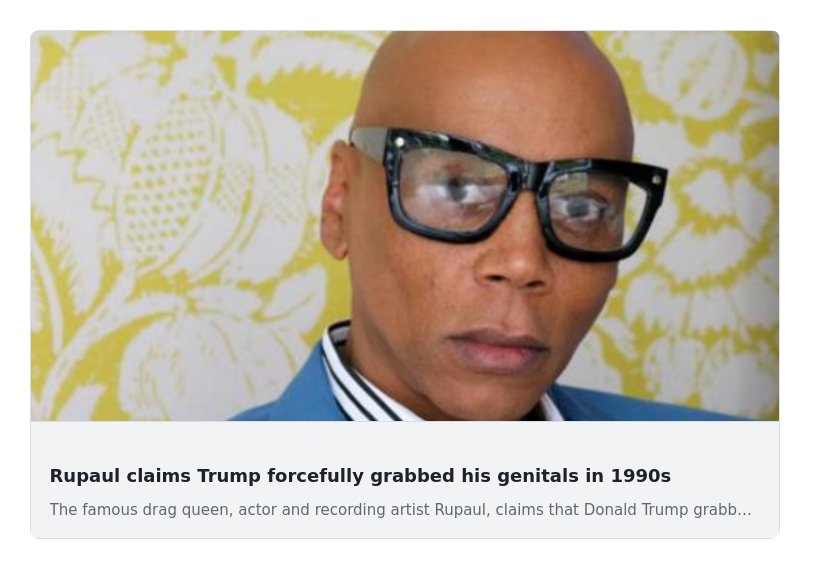 Rupaul claims Trump forcefully grabbed his genitals in 1990s
The famous drag queen, actor and recording artist Rupaul, claims that Donald Trump grabb...